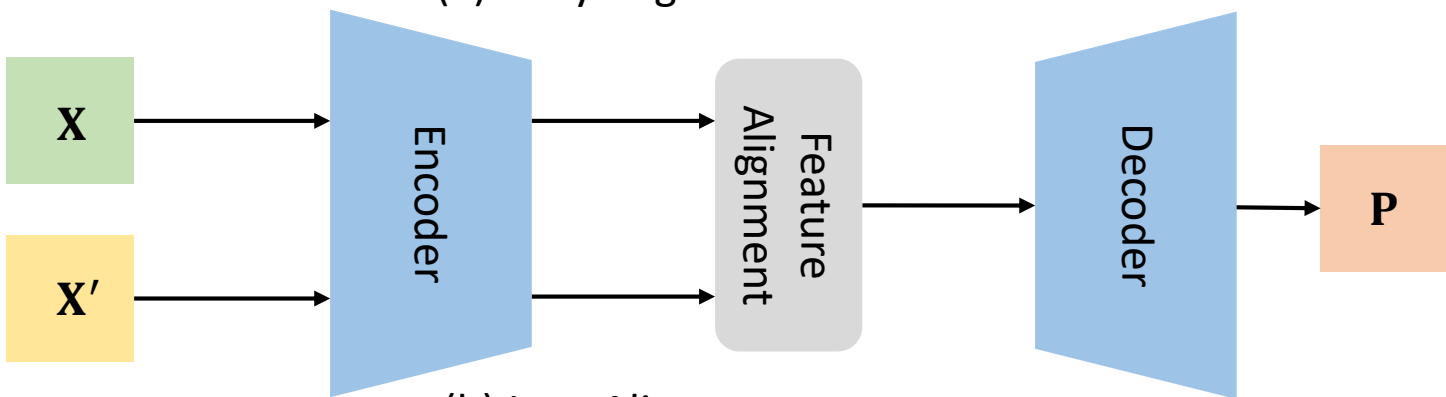 X
X′
Encoder
Feature
Alignment
Decoder
P